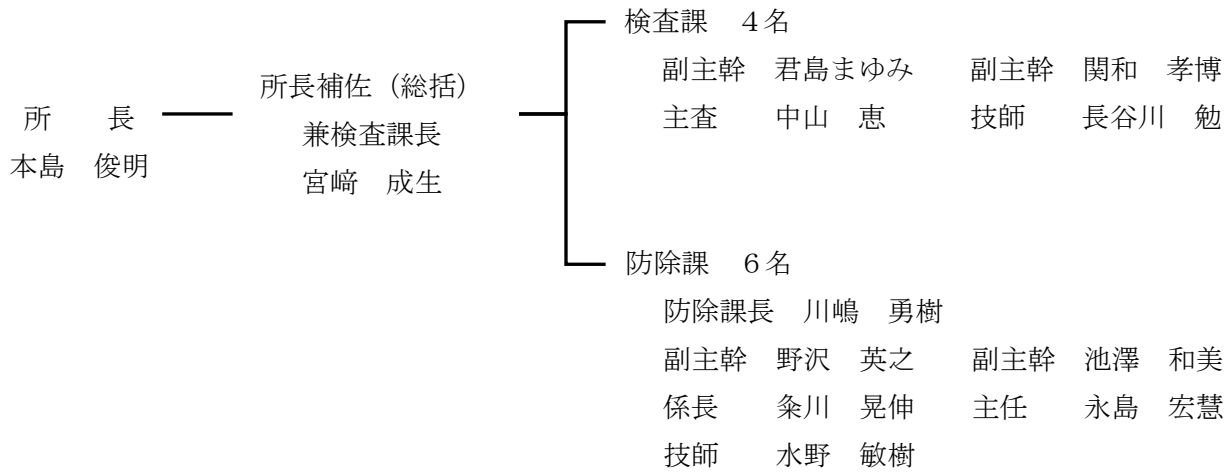 所　　長
本島　俊明
所長補佐（総括）
兼検査課長
宮﨑　成生
検査課　４名
副主幹　君島まゆみ　　副主幹　関和　孝博
主査　　中山　恵　　　技師　　長谷川　勉
防除課　６名
防除課長　川嶋　勇樹
副主幹　野沢　英之　　副主幹　池澤　和美
係長　　粂川　晃伸　　主任　　永島　宏慧
技師　　水野　敏樹